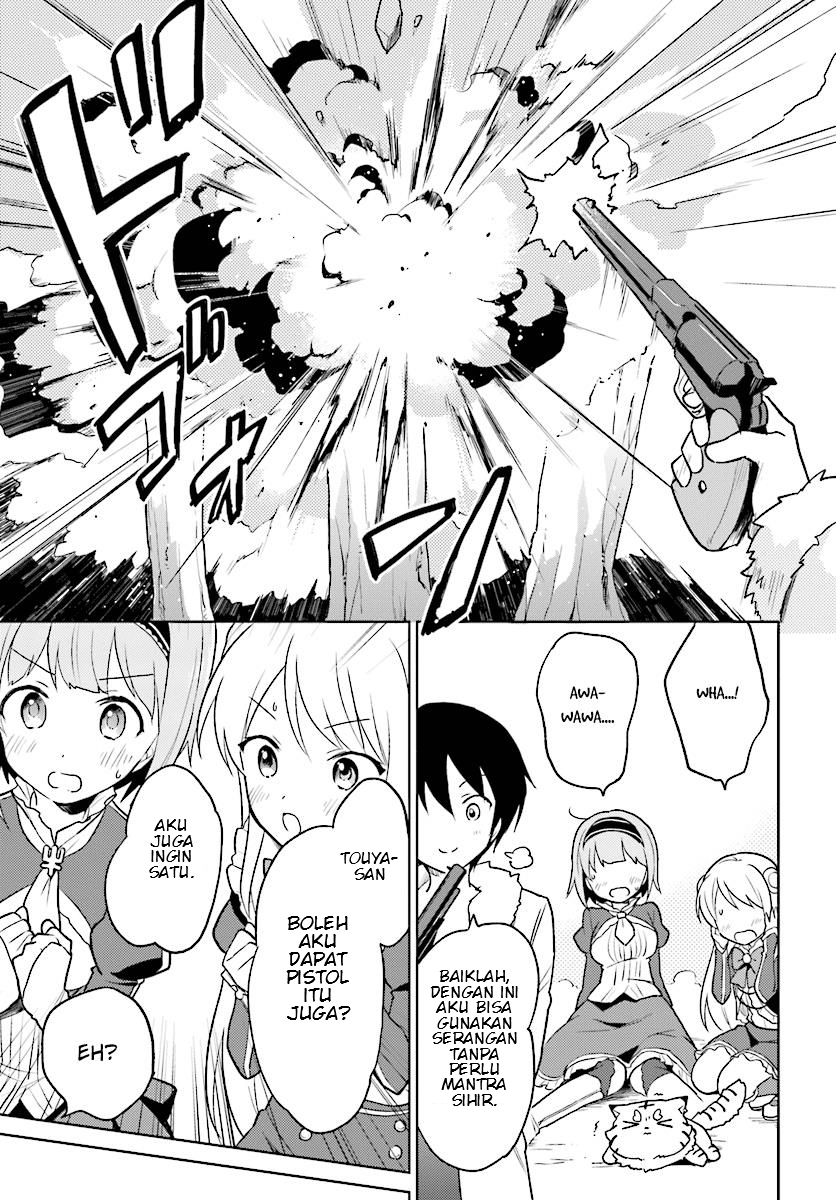 ドゴォン
WHA...!
AWA-
WAWA.....
BAIKLAH,
DENGAN INI
AKU BISA
GUNAKAN
SERANGAN
TANPA
PERLU
MANTRA
SIHIR.
TOUYA-
SAN
BOLEH
AKU
DAPAT
PISTOL
ITU
JUGA?
AKU
JUGA
INGIN
SATU.
EH?